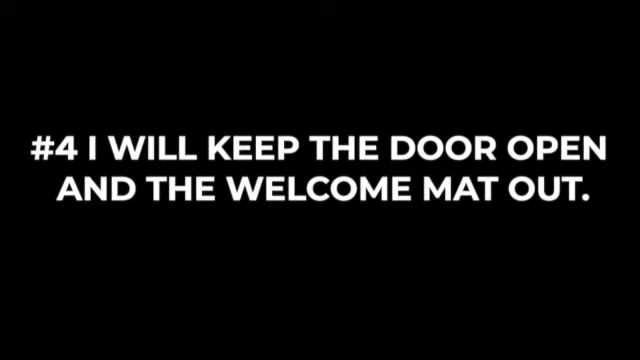 #4 I WILL KEEP THE DOOR OPEN
AND THE WELCOME MAT OUT.